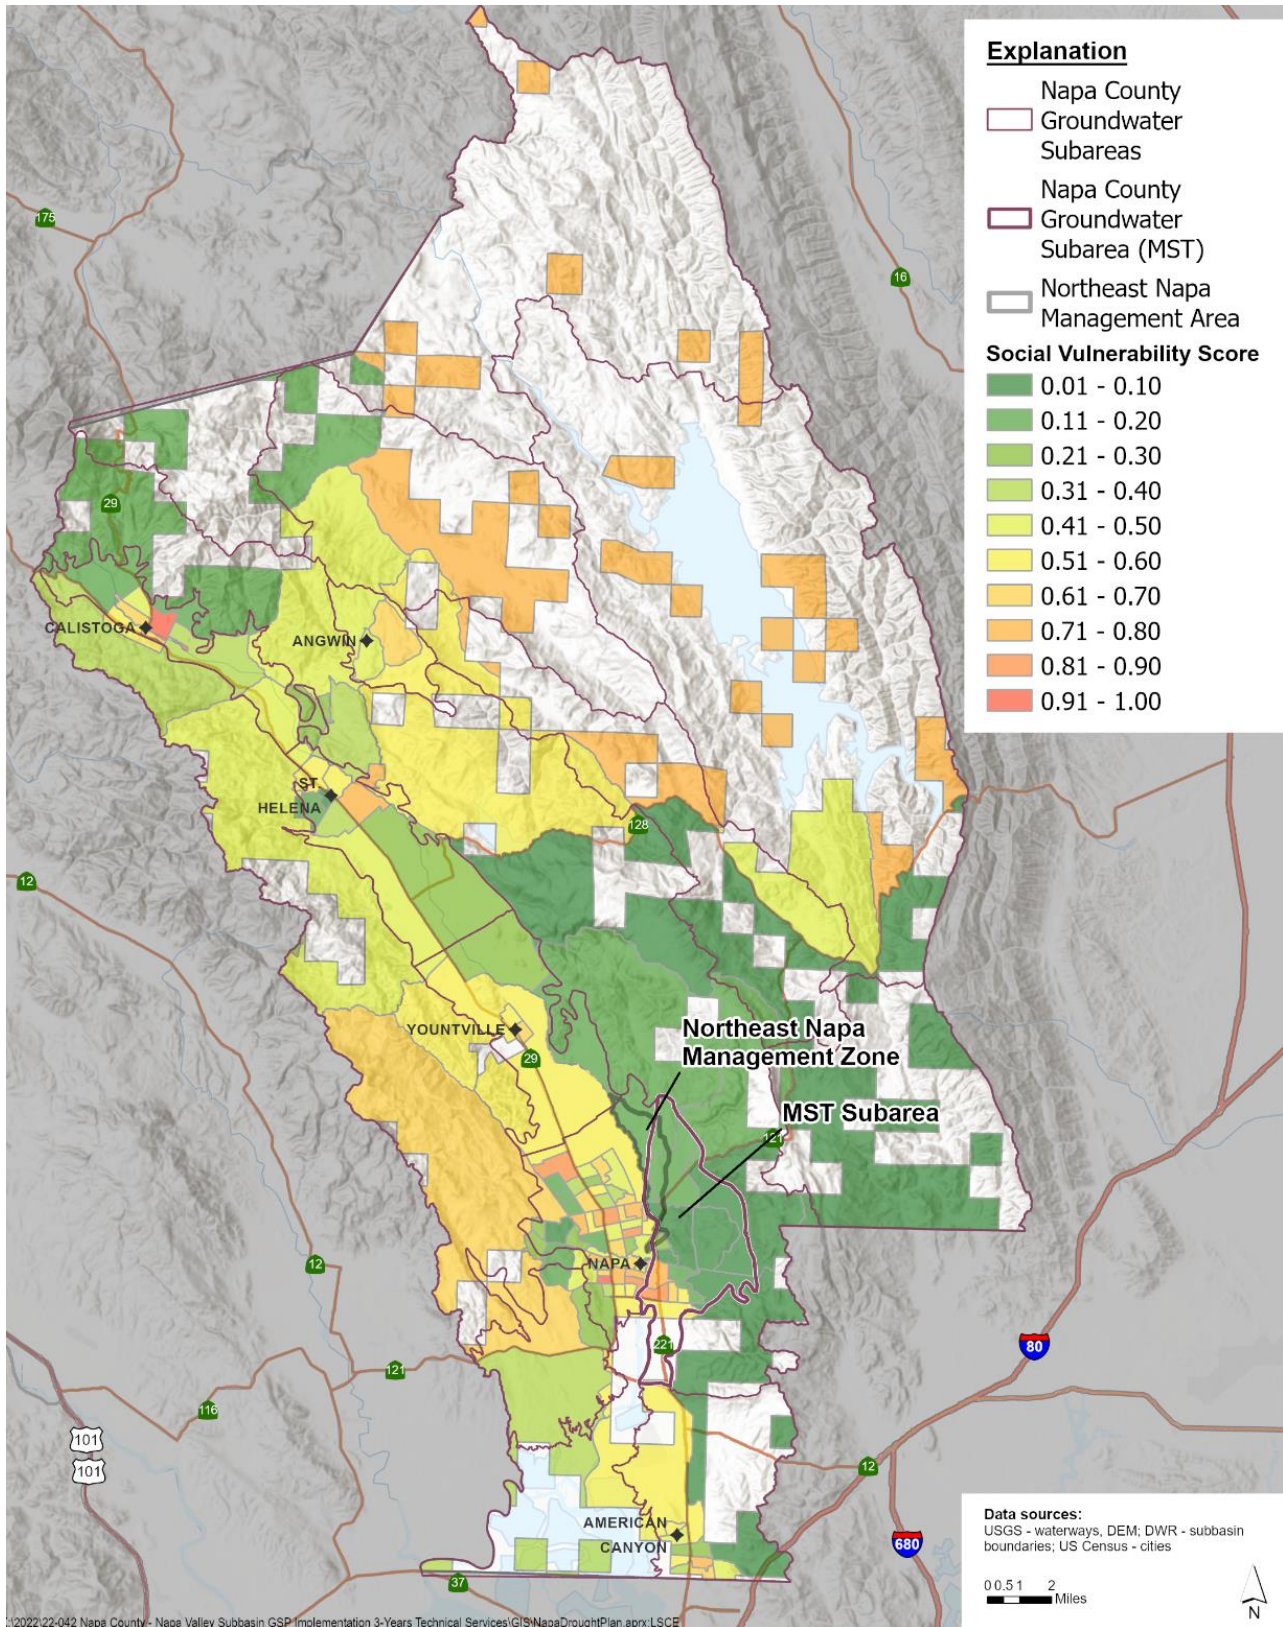 Explanation
Napa County
Groundwater
Subareas
Napa County
Groundwater
Subarea (MST)
Northeast Napa
Management Area
Social Vulnerability Score
0.01 - 0.10
0.11 - 0.20
0.21 - 0.30
0.31 - 0.40
0.41 - 0.50
0.51 - 0.60
0.61 - 0.70
0.71 - 0.80
0.81 - 0.90
0.91 - 1.00
175
16
29
CALISTOGA
ANGWIN
ST.
HELENA
128
12
YOUNTVILLE
29
Northeast Napa
Management Zone
MST Subarea
121
NAPA
12
221
80
121
116
101
101
12
AMERICAN
CANYON
680
37
Data sources:
USGS - waterways, DEM; DWR - subbasin
boundaries; US Census - cities
0 0.5 1 2
Miles
N
:\2022\22-042 Napa County - Napa Valley Subbasin GSP Implementation 3-Years Technical Services\GIS\NapaDroughtPlan.aprx:LSCE